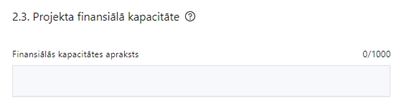 2.3. Projekta finansiālā kapacitāte ?
Finansiālās kapacitātes apraksts 0/1000